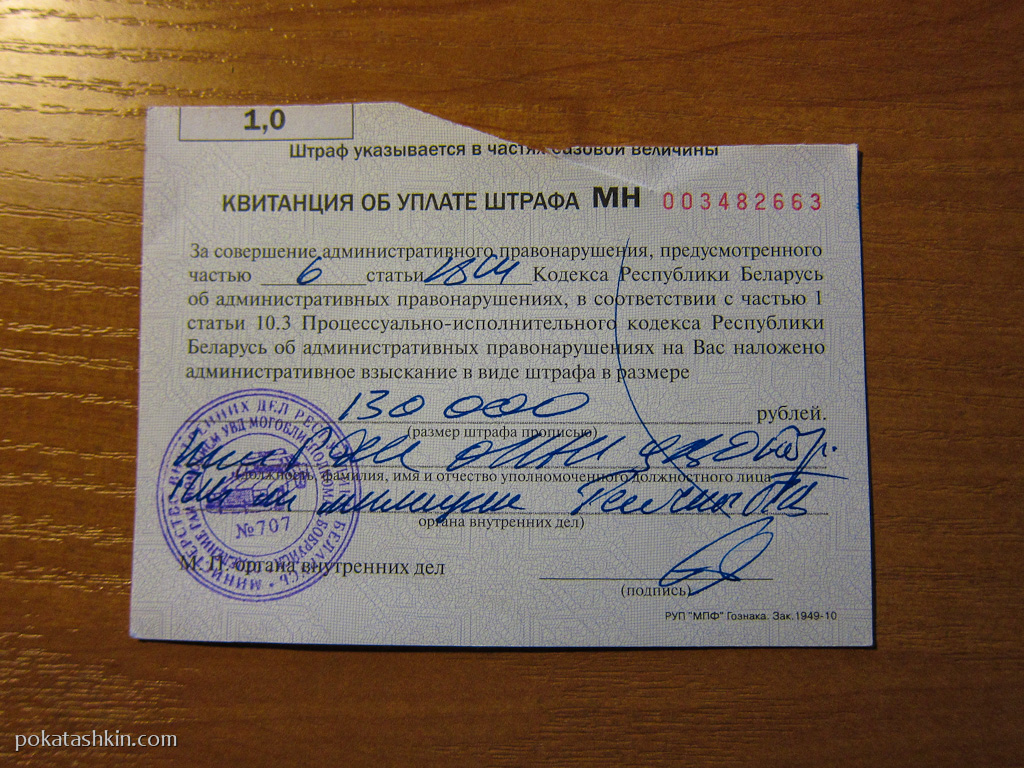 1,0
Штраф указывается в частях базовой величины
КВИТАНЦИЯ ОБ УПЛАТЕ ШТРАФА МН 003482663
За совершение административного правонарушения, предусмотренного
частью 6 статьи Кодекса Республики Беларусь
об административных правонарушениях, в соответствии с частью 1
статьи 10.3 Процессуально-исполнительного кодекса Республики
Беларусь об административных правонарушениях на Вас наложено
административное взыскание в виде штрафа в размере
130 000 рублей.
(размер штрафа прописью)
(должность, фамилия, имя и отчество уполномоченного должностного лица
милиции
органа внутренних дел)
М. П. органа внутренних дел
(подпись)
РУП "МПФ" Гознака. Зак.1949-10
№707
pokatashkin.com